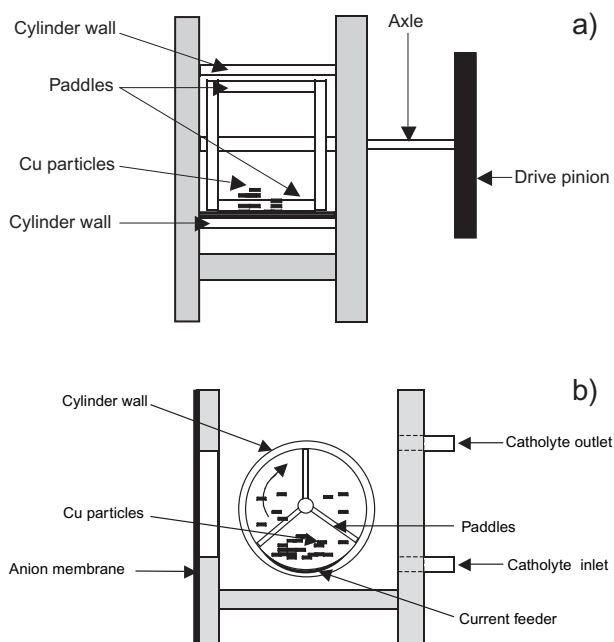 a)
Cylinder wall
Axle
Paddles
Cu particles
Drive pinion
Cylinder wall
b)
Cylinder wall
Catholyte outlet
Cu particles
Paddles
Anion membrane
Catholyte inlet
Current feeder